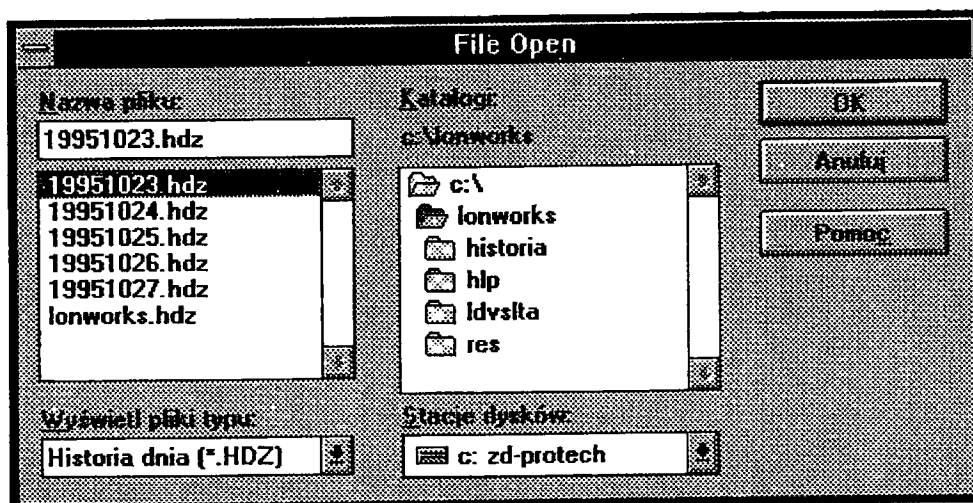 File Open
Nazwa pliku:
19951023.hdz
19951023.hdz
19951024.hdz
19951025.hdz
19951026.hdz
19951027.hdz
lonworks.hdz
Wyświetl pliki typu:
Historia dnia (*.HDZ)
Katalogi:
c:\lonworks
c:\
lonworks
historia
hlp
ldvslta
res
Stacje dysków:
c: zd-protech
OK
Anuluj
Pomoc